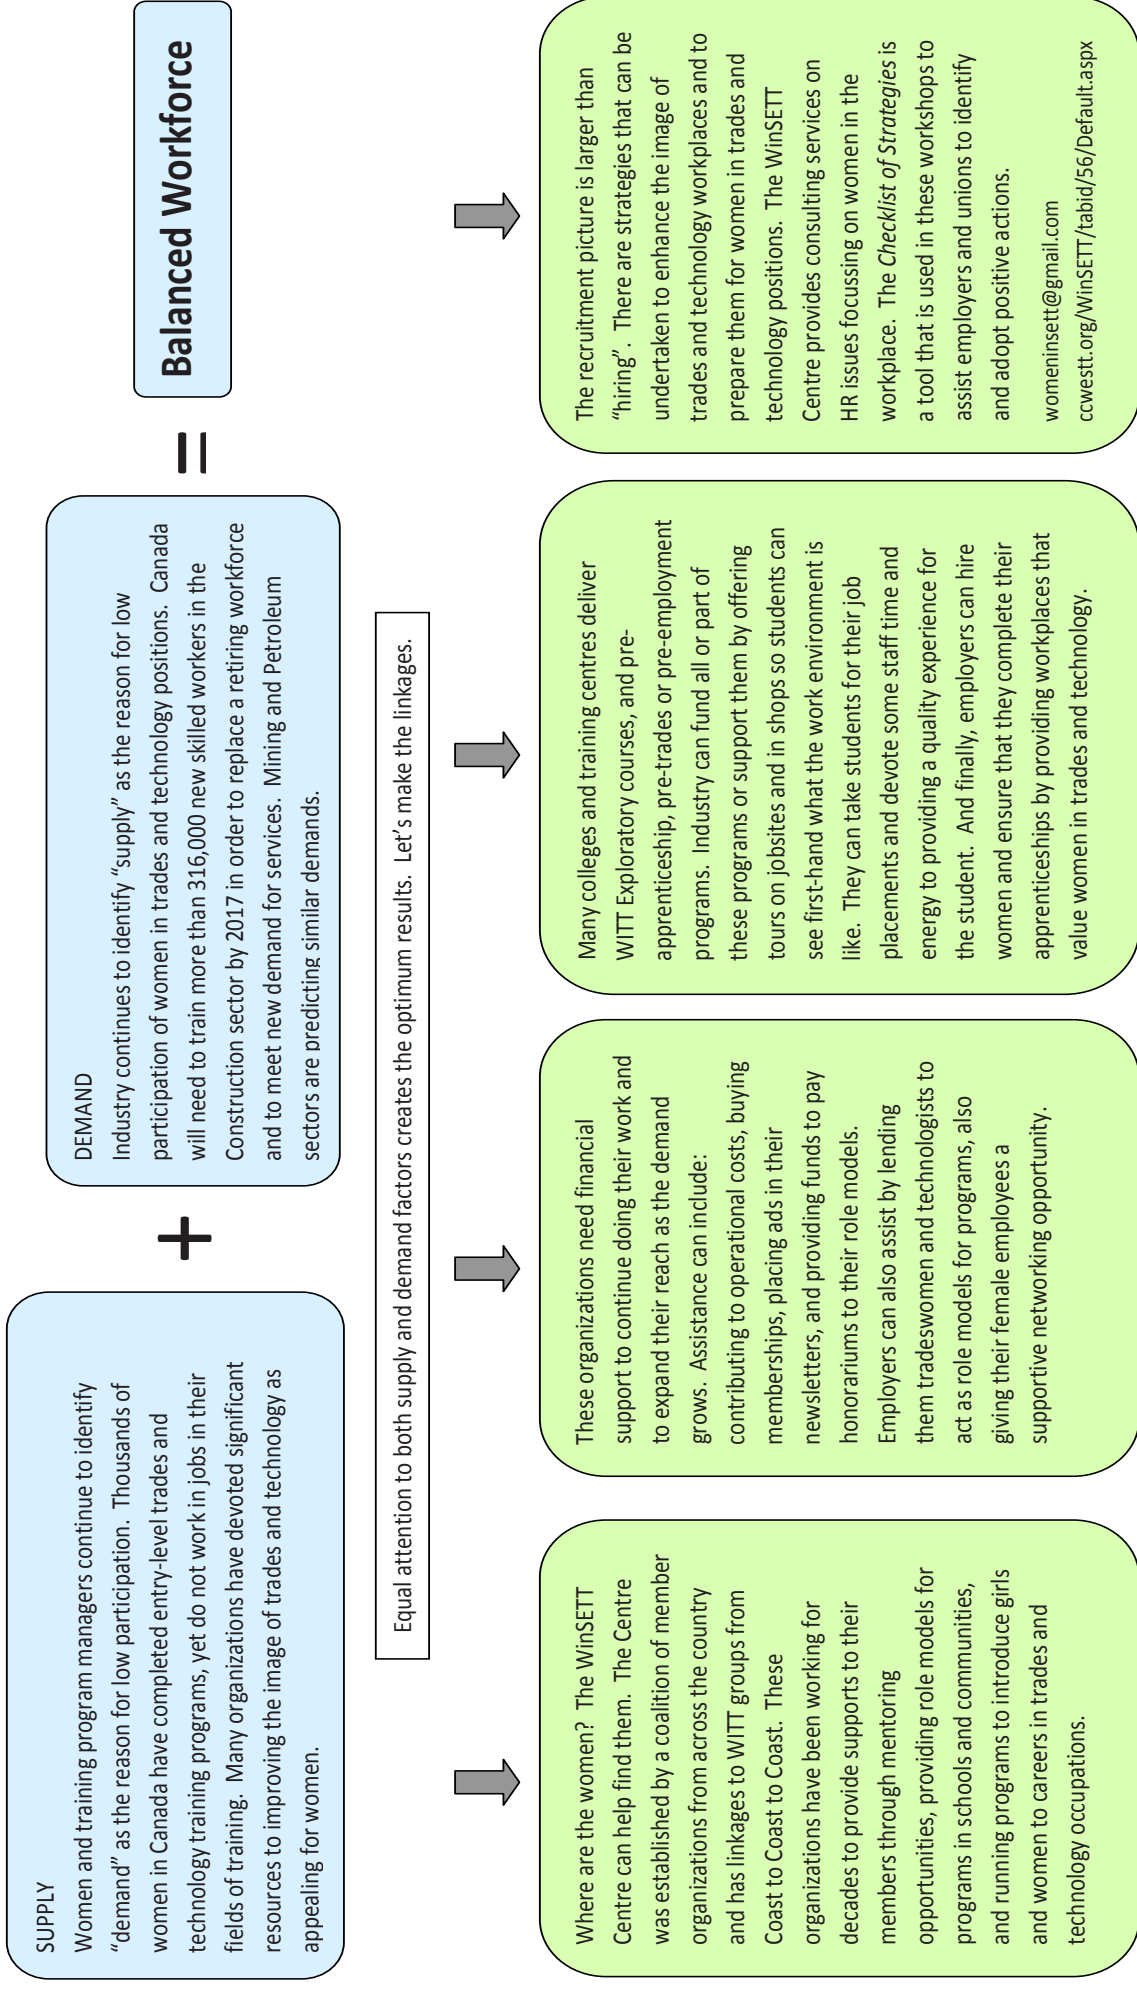 SUPPLY
Women and training program managers continue to identify
“demand” as the reason for low participation.  Thousands of
women in Canada have completed entry-level trades and
technology training programs, yet do not work in jobs in their
fields of training.  Many organizations have devoted significant
resources to improving the image of trades and technology as
appealing for women.
+
DEMAND
Industry continues to identify “supply” as the reason for low
participation of women in trades and technology positions.  Canada
will need to train more than 316,000 new skilled workers in the
Construction sector by 2017 in order to replace a retiring workforce
and to meet new demand for services.  Mining and Petroleum
sectors are predicting similar demands.
=
Balanced Workforce
Equal attention to both supply and demand factors creates the optimum results.  Let’s make the linkages.
Where are the women?  The WinSETT
Centre can help find them.  The Centre
was established by a coalition of member
organizations from across the country
and has linkages to WITT groups from
Coast to Coast to Coast.  These
organizations have been working for
decades to provide supports to their
members through mentoring
opportunities, providing role models for
programs in schools and communities,
and running programs to introduce girls
and women to careers in trades and
technology occupations.
These organizations need financial
support to continue doing their work and
to expand their reach as the demand
grows.  Assistance can include:
contributing to operational costs, buying
memberships, placing ads in their
newsletters, and providing funds to pay
honorariums to their role models.
Employers can also assist by lending
them tradeswomen and technologists to
act as role models for programs, also
giving their female employees a
supportive networking opportunity.
Many colleges and training centres deliver
WITT Exploratory courses, and pre-
apprenticeship, pre-trades or pre-employment
programs.  Industry can fund all or part of
these programs or support them by offering
tours on jobsites and in shops so students can
see first-hand what the work environment is
like.  They can take students for their job
placements and devote some staff time and
energy to providing a quality experience for
the student.  And finally, employers can hire
women and ensure that they complete their
apprenticeships by providing workplaces that
value women in trades and technology.
The recruitment picture is larger than
“hiring”.  There are strategies that can be
undertaken to enhance the image of
trades and technology workplaces and to
prepare them for women in trades and
technology positions.  The WinSETT
Centre provides consulting services on
HR issues focussing on women in the
workplace.  The Checklist of Strategies is
a tool that is used in these workshops to
assist employers and unions to identify
and adopt positive actions.
womeninsett@gmail.com
ccwestt.org/WinSETT/tabid/56/Default.aspx